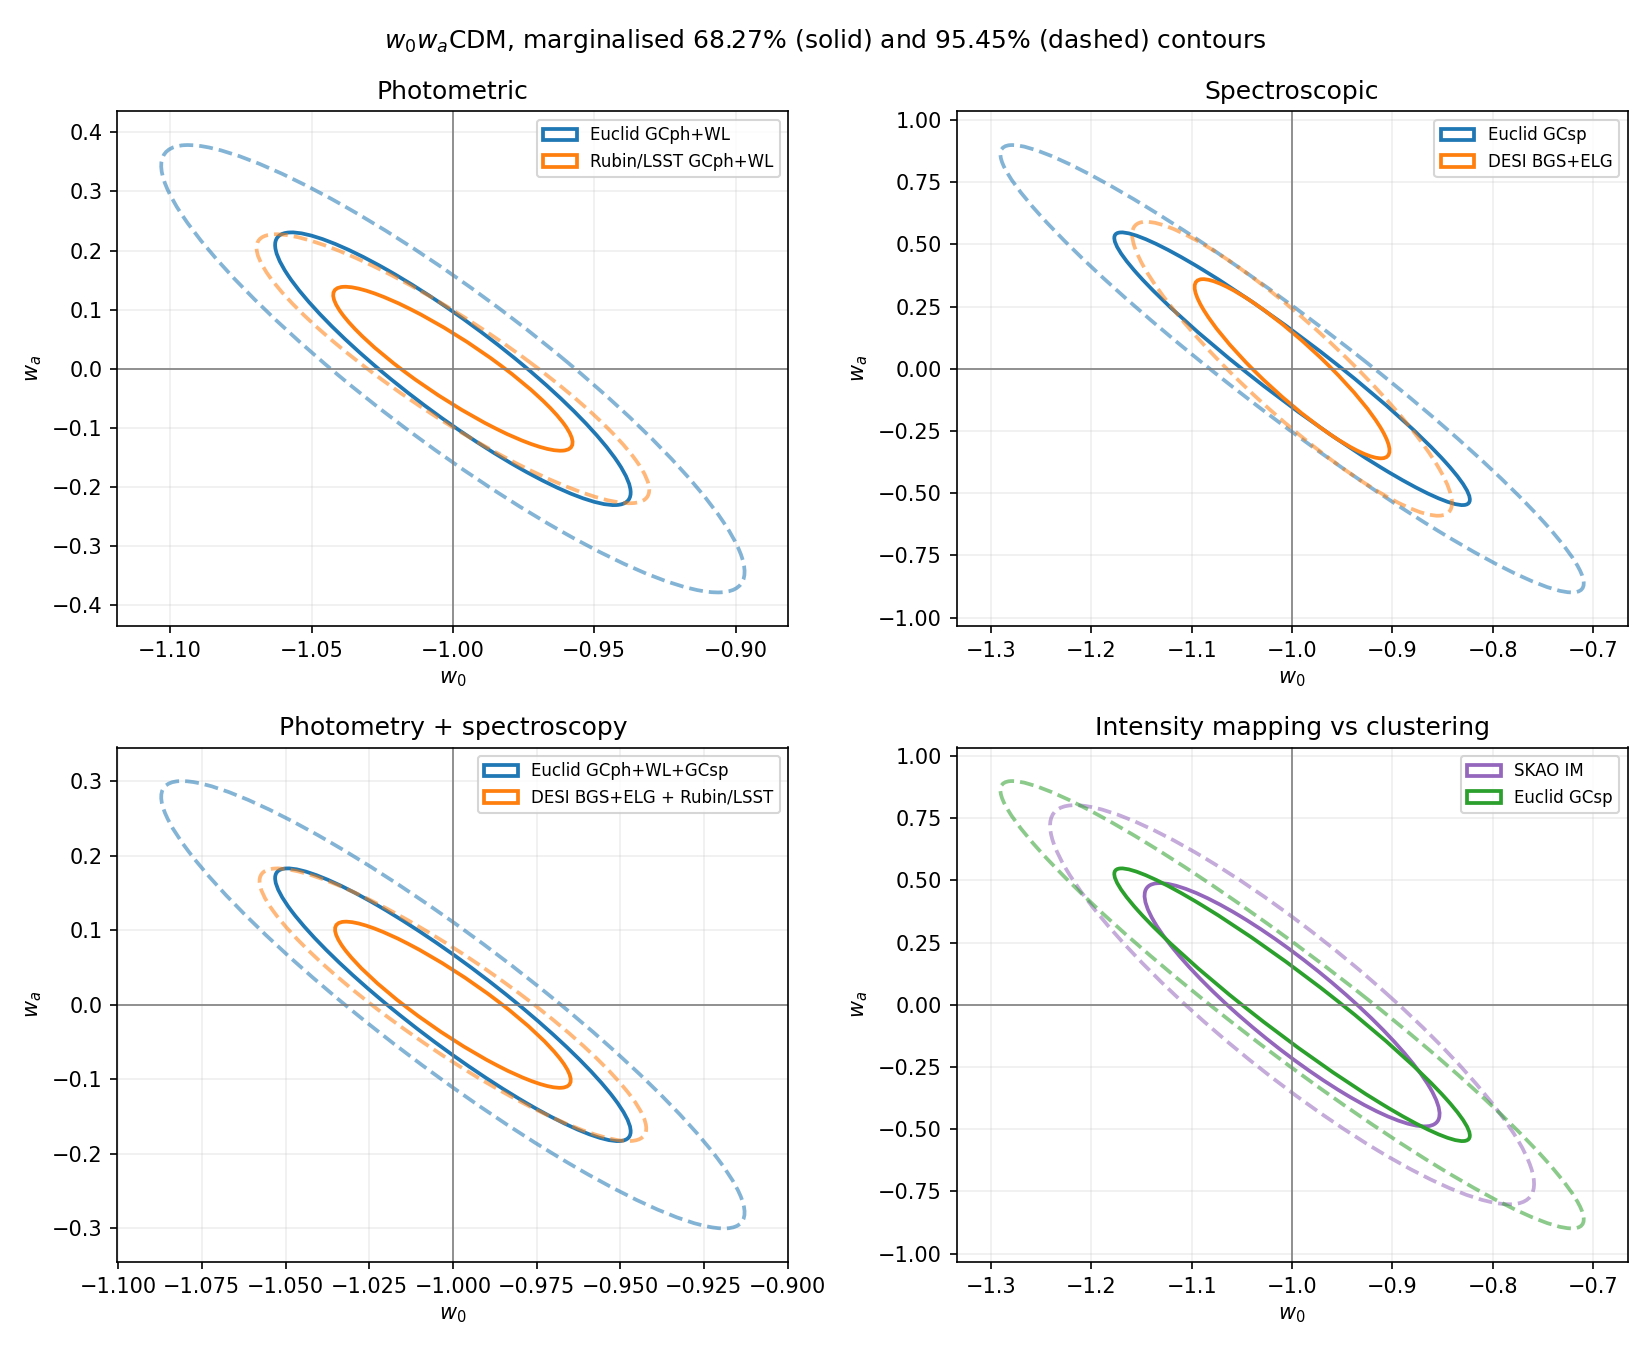 w₀wₐCDM, marginalised 68.27% (solid) and 95.45% (dashed) contours
Photometric
Euclid GCph+WL
Rubin/LSST GCph+WL
0.4
0.3
0.2
0.1
0.0
−0.1
−0.2
−0.3
−0.4
wₐ
−1.10 −1.05 −1.00 −0.95 −0.90
w₀
Spectroscopic
Euclid GCsp
DESI BGS+ELG
1.00
0.75
0.50
0.25
0.00
−0.25
−0.50
−0.75
−1.00
wₐ
−1.3 −1.2 −1.1 −1.0 −0.9 −0.8 −0.7
w₀
Photometry + spectroscopy
Euclid GCph+WL+GCsp
DESI BGS+ELG + Rubin/LSST
0.3
0.2
0.1
0.0
−0.1
−0.2
−0.3
wₐ
−1.100 −1.075 −1.050 −1.025 −1.000 −0.975 −0.950 −0.925 −0.900
w₀
Intensity mapping vs clustering
SKAO IM
Euclid GCsp
1.00
0.75
0.50
0.25
0.00
−0.25
−0.50
−0.75
−1.00
wₐ
−1.3 −1.2 −1.1 −1.0 −0.9 −0.8 −0.7
w₀